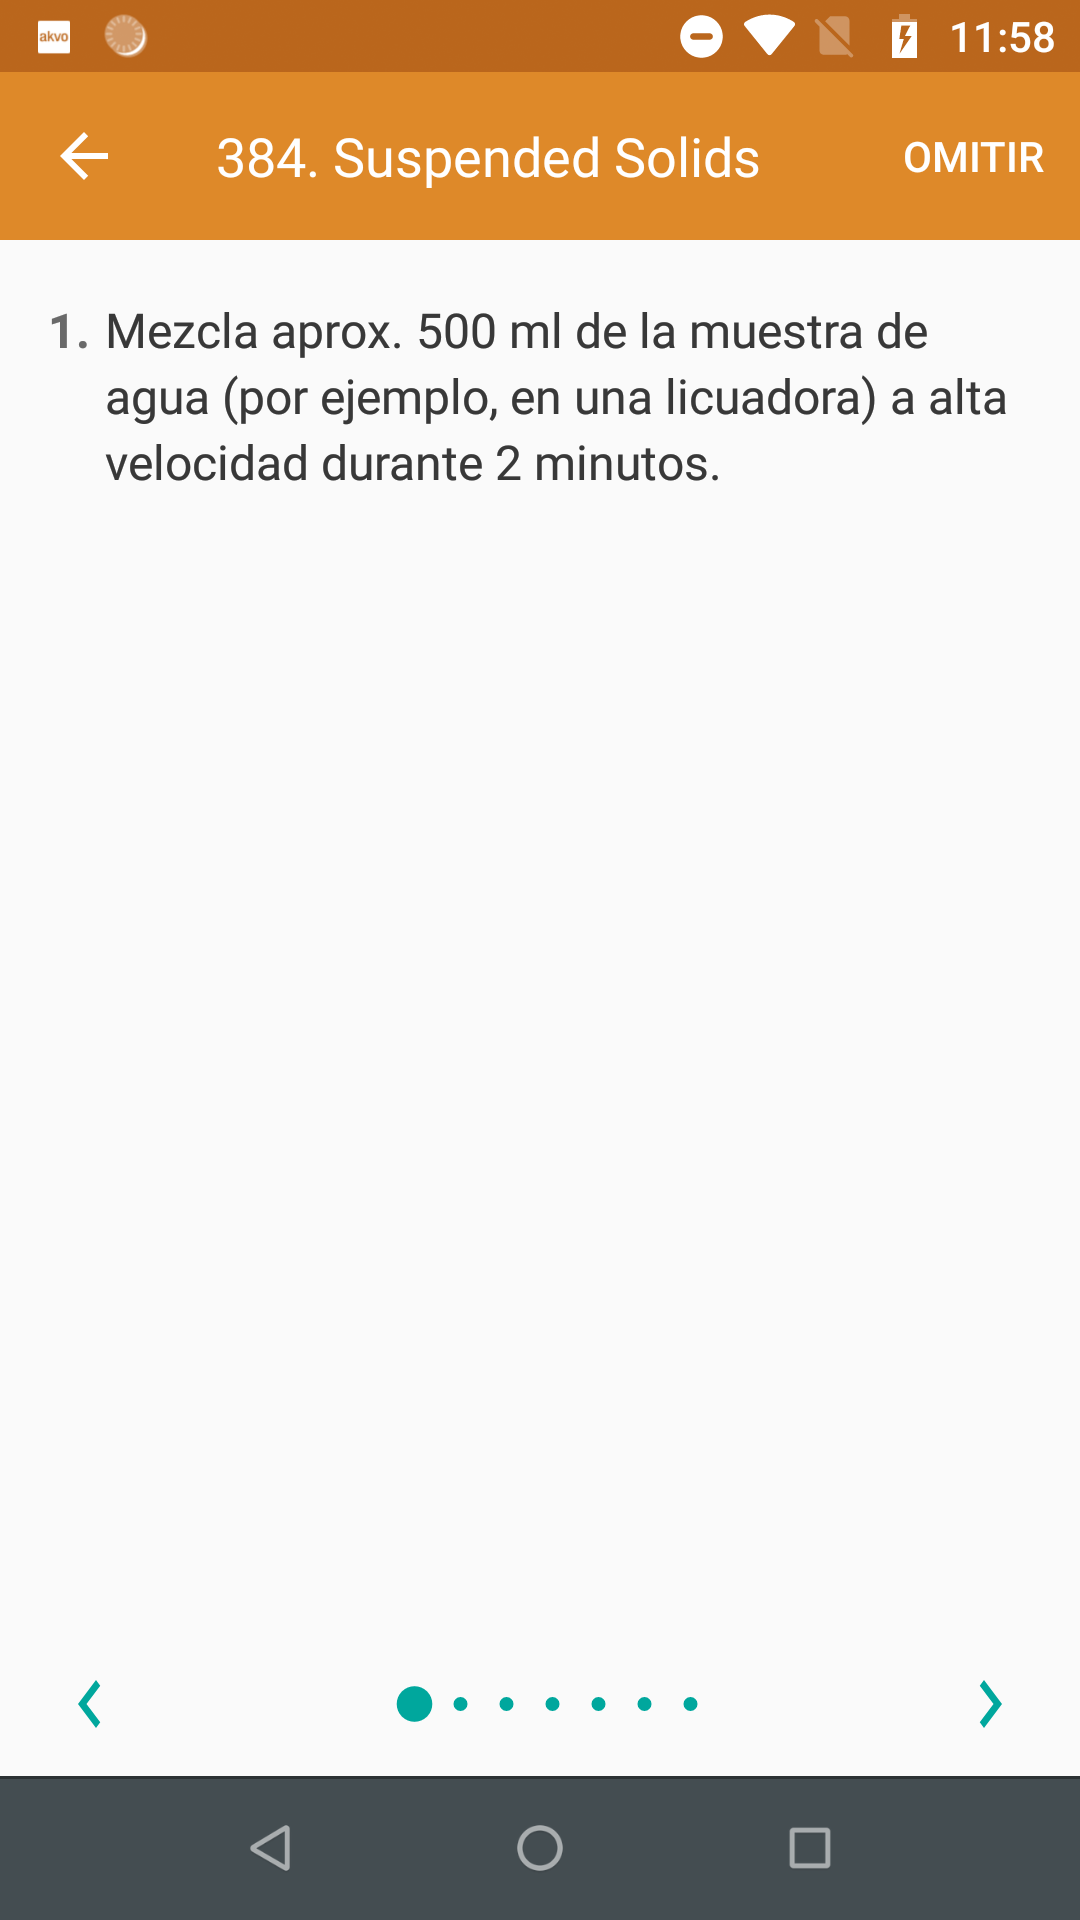 akvo
11:58
384. Suspended Solids
OMITIR
1. Mezcla aprox. 500 ml de la muestra de
agua (por ejemplo, en una licuadora) a alta
velocidad durante 2 minutos.